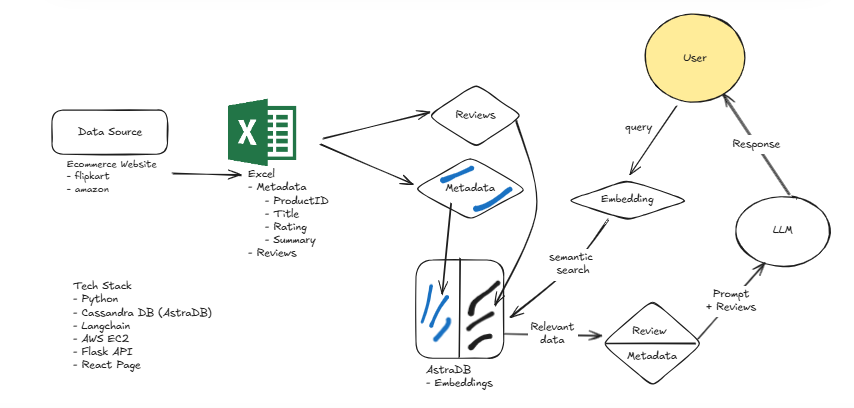 User
Data Source
Ecommerce Website
- flipkart
- amazon
X
Excel
- Metadata
- ProductID
- Title
- Rating
- Summary
- Reviews
Reviews
Metadata
query
Response
Embedding
LLM
semantic
search
Tech Stack
- Python
- Cassandra DB (AstraDB)
- Langchain
- AWS EC2
- Flask API
- React Page
AstraDB
- Embeddings
Relevant
data
Review
Metadata
Prompt
+ Reviews